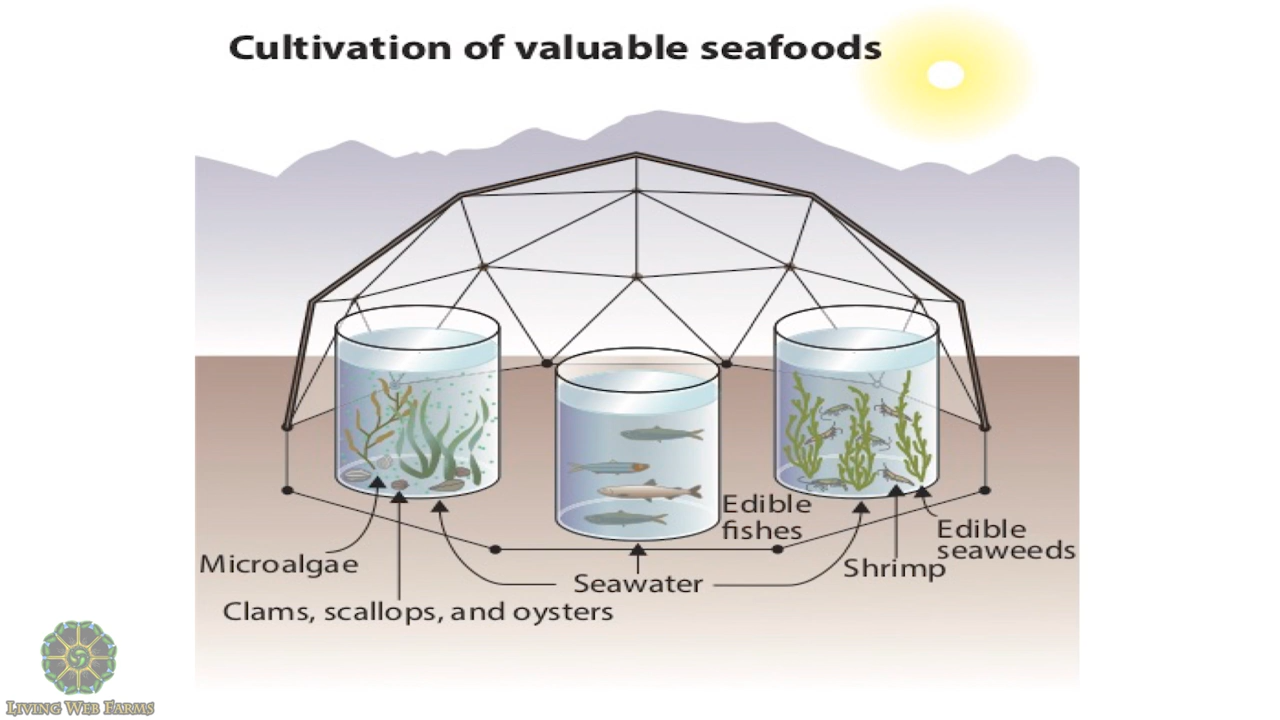 Cultivation of valuable seafoods
Edible
fishes
Edible
seaweeds
Microalgae
Shrimp
Seawater
Clams, scallops, and oysters
LIVING WEB FARMS